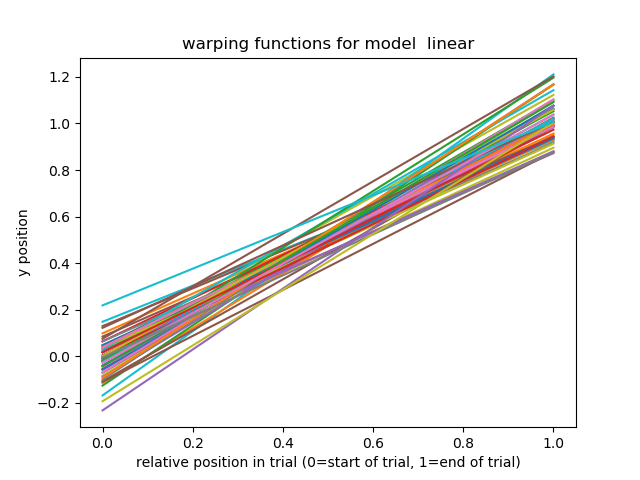 warping functions for model  linear
1.2
1.0
0.8
0.6
0.4
0.2
0.0
−0.2
y position
0.0 0.2 0.4 0.6 0.8 1.0
relative position in trial (0=start of trial, 1=end of trial)